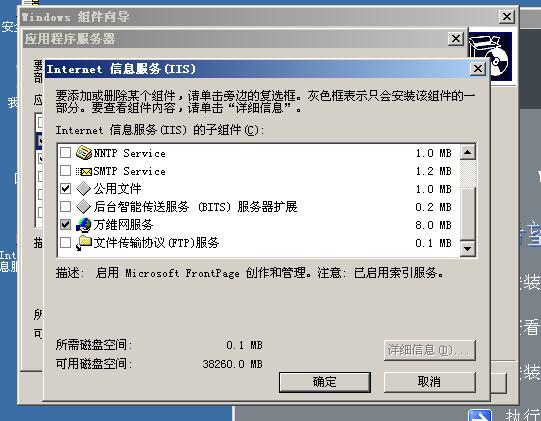 Windows 组件向导
应用程序服务器
Internet 信息服务(IIS)
要添加或删除某个组件，请单击旁边的复选框。灰色框表示只会安装该组件的一
部分。要查看组件内容，请单击“详细信息”。
Internet 信息服务(IIS) 的子组件(C):
NNTP Service 1.0 MB
SMTP Service 1.2 MB
公用文件 1.0 MB
后台智能传送服务 (BITS) 服务器扩展 0.2 MB
万维网服务 8.0 MB
文件传输协议(FTP)服务 0.1 MB
描述: 启用 Microsoft FrontPage 创作和管理。注意: 已启用索引服务。
所需磁盘空间: 0.1 MB
可用磁盘空间: 38260.0 MB
详细信息(D)...
确定
取消
安
要
部
应
描
所
可
我
Int
息服
望
安装
查看
安装
执行